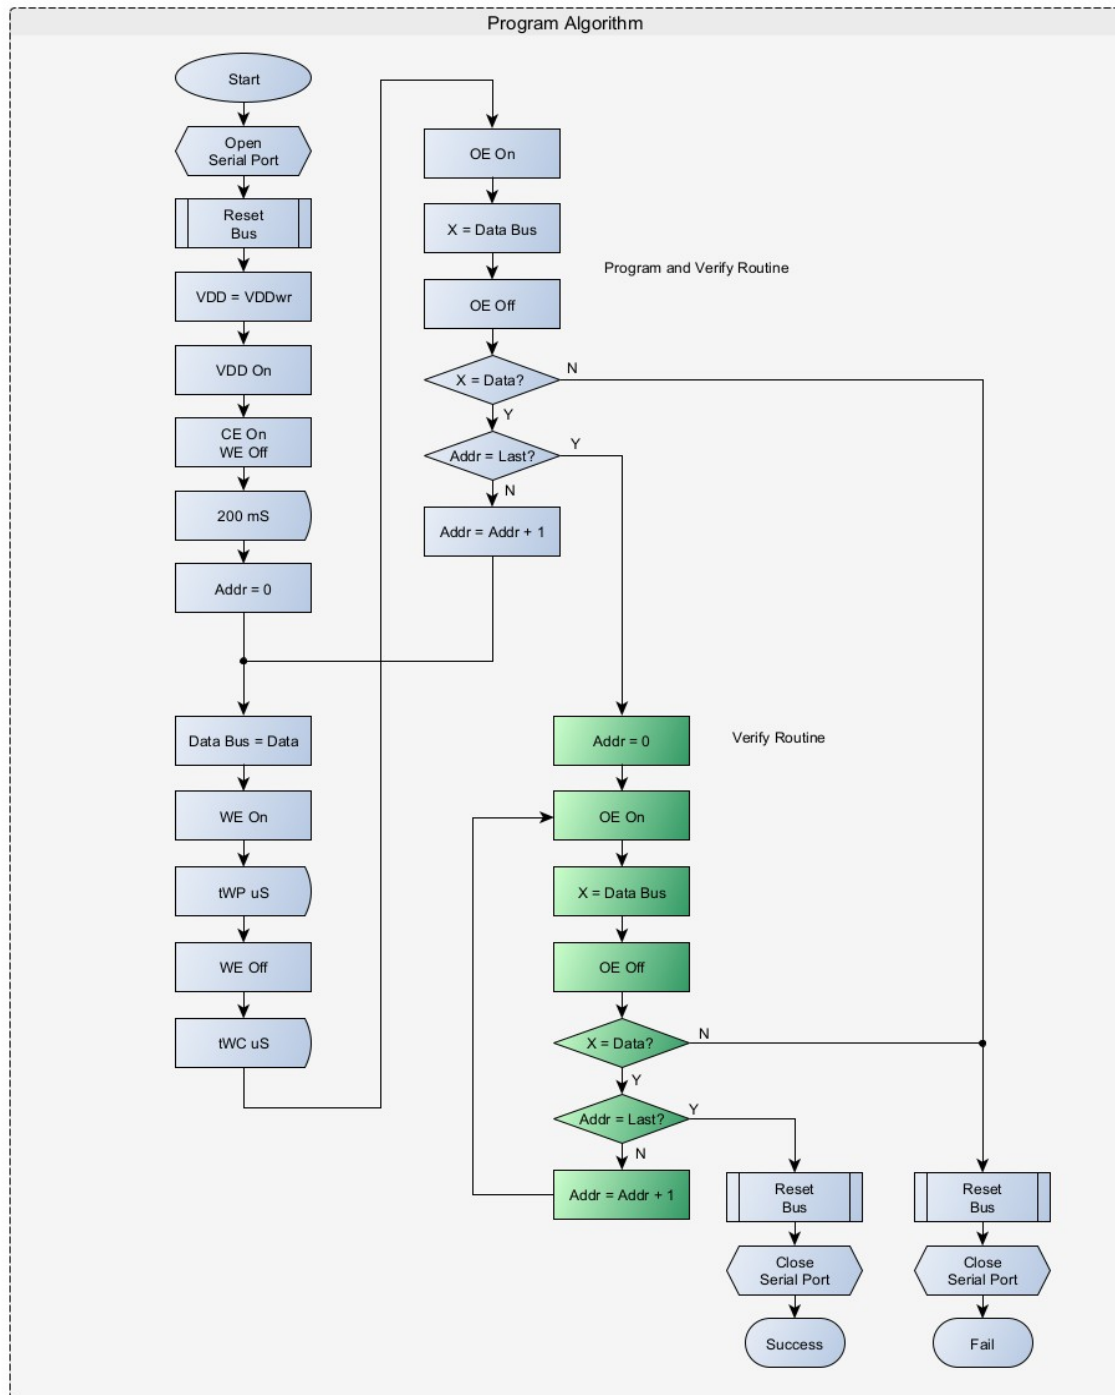 Program Algorithm
Start
Open
Serial Port
Reset
Bus
VDD = VDDwr
VDD On
CE On
WE Off
200 mS
Addr = 0
Data Bus = Data
WE On
tWP uS
WE Off
tWC uS
OE On
X = Data Bus
Program and Verify Routine
OE Off
X = Data?
N
Y
Addr = Last?
Y
N
Addr = Addr + 1
Addr = 0
Verify Routine
OE On
X = Data Bus
OE Off
X = Data?
N
Y
Addr = Last?
Y
N
Addr = Addr + 1
Reset
Bus
Close
Serial Port
Success
Reset
Bus
Close
Serial Port
Fail